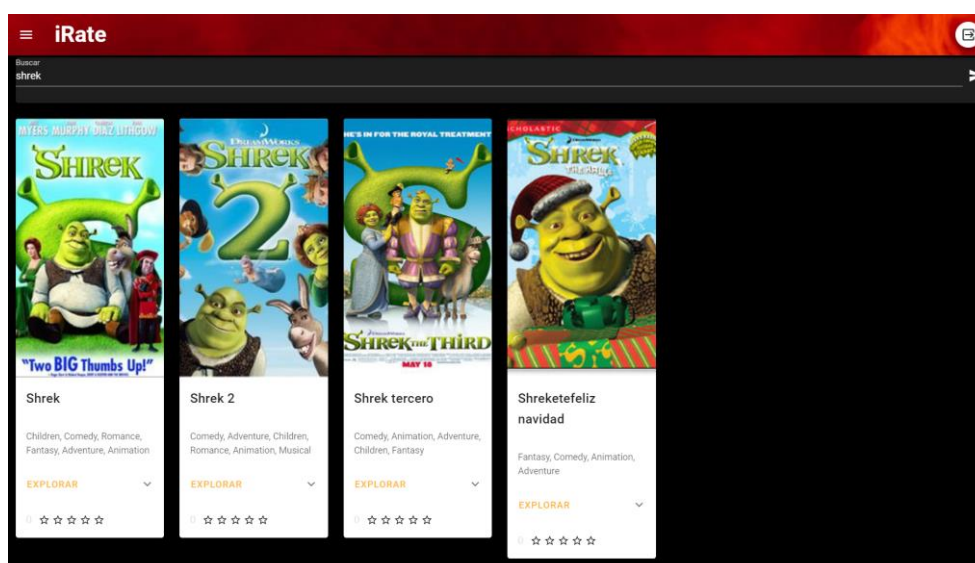 iRate
Buscar
shrek
MYERS MURPHY DIAZ LITHGOW
SHREK
"Two BIG Thumbs Up!"
Shrek
Children, Comedy, Romance,
Fantasy, Adventure, Animation
EXPLORAR
0
DREAMWORKS
SHREK
2
Shrek 2
Comedy, Adventure, Children,
Romance, Animation, Musical
EXPLORAR
0
HE'S IN FOR THE ROYAL TREATMENT
SHREK THE THIRD
MAY 18
Shrek tercero
Comedy, Animation, Adventure,
Children, Fantasy
EXPLORAR
0
SCHOLASTIC
SHREK
THE HALLS
Shreketefeliz
navidad
Fantasy, Comedy, Animation,
Adventure
EXPLORAR
0